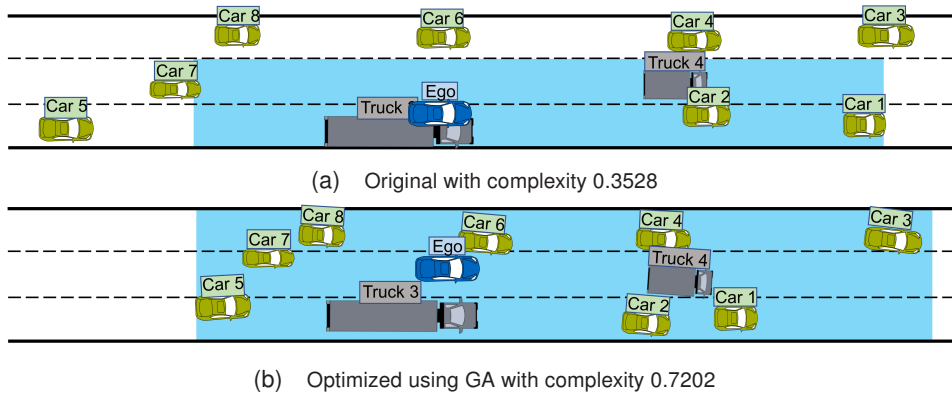 Car 8 Car 6 Car 4 Car 3
Car 7 Truck 4
Car 5 Truck Ego Car 2 Car 1
(a) Original with complexity 0.3528
Car 8 Car 6 Car 4 Car 3
Car 7 Ego Truck 4
Car 5 Truck 3 Car 2 Car 1
(b) Optimized using GA with complexity 0.7202